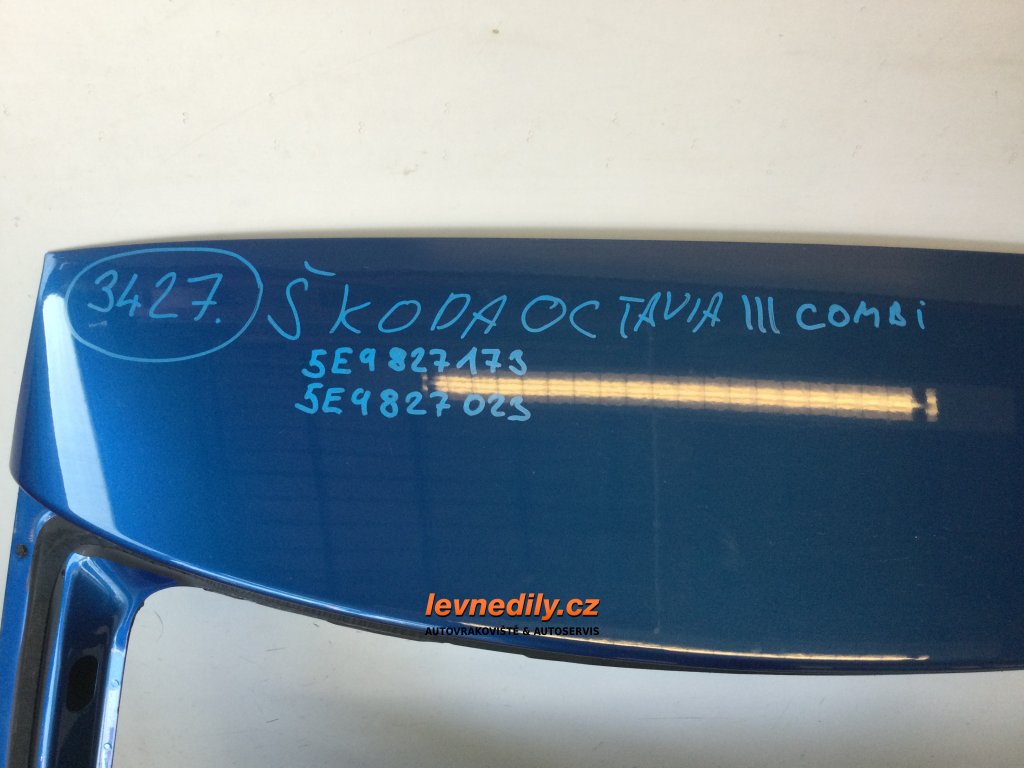 3427. ŠKODA OCTAVIA III COMBi
5E9827173
5E9827023
levnedily.cz
AUTOVRAKOVIŠTĚ & AUTOSERVIS